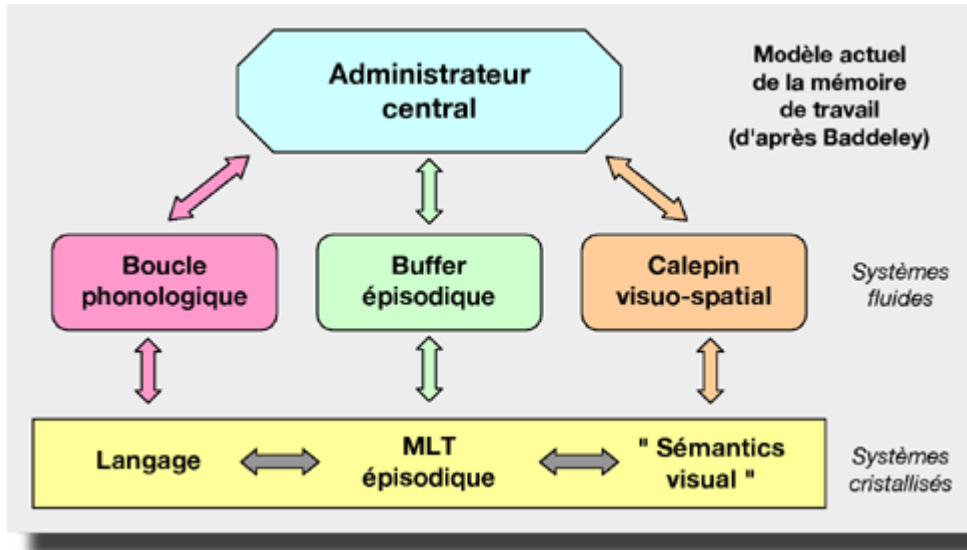 Administrateur
central
Modèle actuel
de la mémoire
de travail
(d'après Baddeley)
Boucle
phonologique
Buffer
épisodique
Calepin
visuo-spatial
Systèmes
fluides
Langage
MLT
épisodique
" Sémantics
visual "
Systèmes
cristallisés